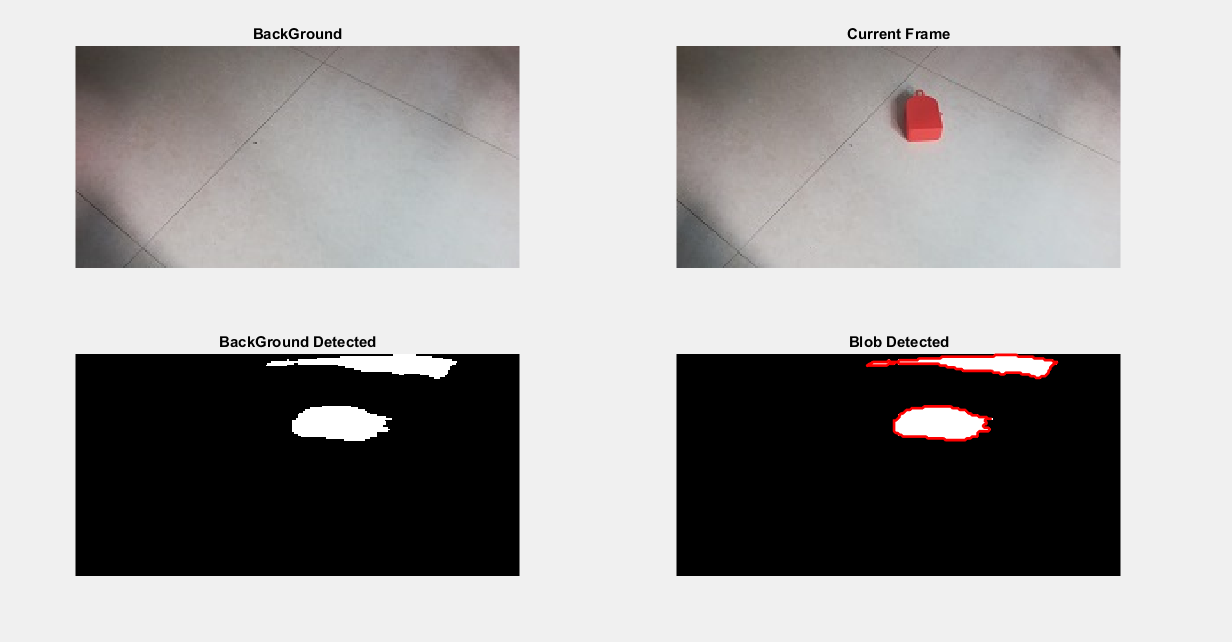 BackGround
Current Frame
BackGround Detected
Blob Detected